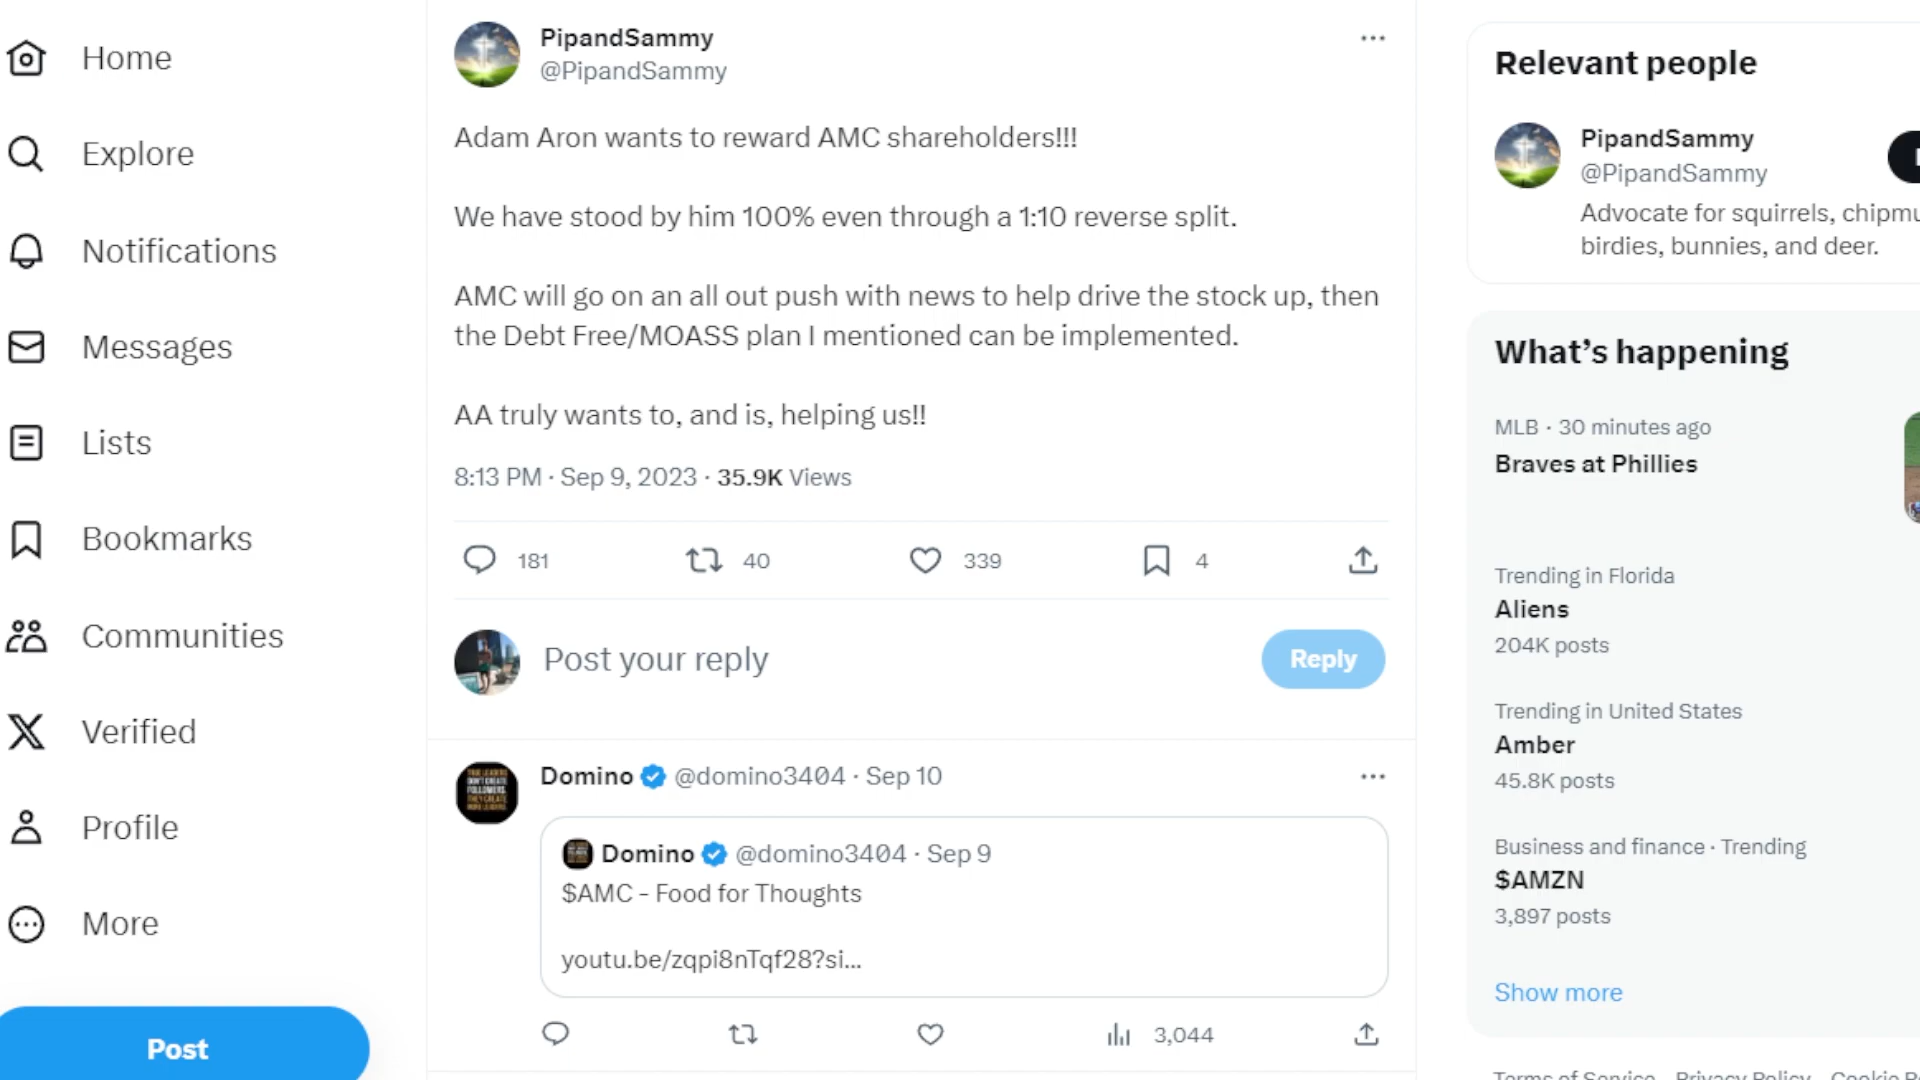 Home
Explore
Notifications
Messages
Lists
Bookmarks
Communities
Verified
Profile
More
Post
PipandSammy
@PipandSammy
Adam Aron wants to reward AMC shareholders!!!
We have stood by him 100% even through a 1:10 reverse split.
AMC will go on an all out push with news to help drive the stock up, then
the Debt Free/MOASS plan I mentioned can be implemented.
AA truly wants to, and is, helping us!!
8:13 PM · Sep 9, 2023 · 35.9K Views
181 40 339 4
Post your reply
Reply
Domino @domino3404 · Sep 10
Domino @domino3404 · Sep 9
$AMC - Food for Thoughts
youtu.be/zqpi8nTqf28?si...
3,044
Relevant people
PipandSammy
@PipandSammy
Advocate for squirrels,
birdies, bunnies, and deer.
What's happening
MLB · 30 minutes ago
Braves at Phillies
Trending in Florida
Aliens
204K posts
Trending in United States
Amber
45.8K posts
Business and finance · Trending
$AMZN
3,897 posts
Show more
Terms of Service Privacy Policy Cookie